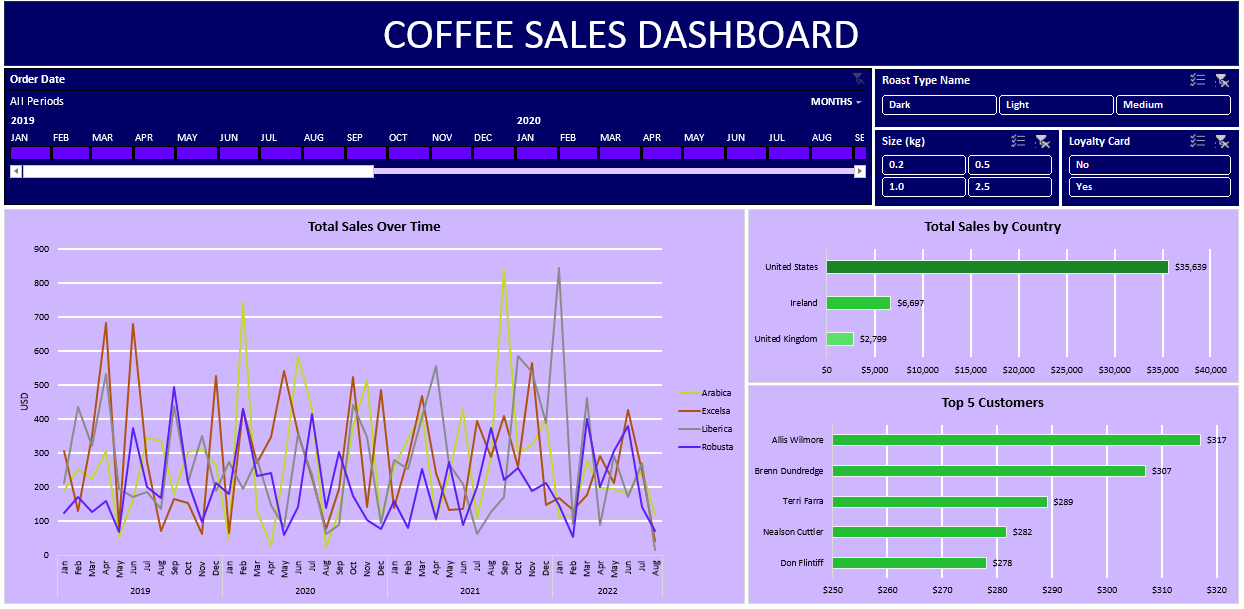 COFFEE SALES DASHBOARD
Order Date
All Periods
MONTHS
2019 2020
JAN FEB MAR APR MAY JUN JUL AUG SEP OCT NOV DEC JAN FEB MAR APR MAY JUN JUL AUG SE
Roast Type Name
Dark Light Medium
Size (kg)
0.2 0.5
1.0 2.5
Loyalty Card
No
Yes
Total Sales Over Time
900
800
700
600
500
400
300
200
100
0
USD
Jan Feb Mar Apr May Jun Jul Aug Sep Oct Nov Dec Jan Feb Mar Apr May Jun Jul Aug Sep Oct Nov Dec Jan Feb Mar Apr May Jun Jul Aug Sep Oct Nov Dec Jan Feb Mar Apr May Jun Jul Aug
2019 2020 2021 2022
Arabica
Excelsa
Liberica
Robusta
Total Sales by Country
United States $35,639
Ireland $6,697
United Kingdom $2,799
$0 $5,000 $10,000 $15,000 $20,000 $25,000 $30,000 $35,000 $40,000
Top 5 Customers
Allis Wilmore $317
Brenn Dundredge $307
Terri Farra $289
Nealson Cuttler $282
Don Flintiff $278
$250 $260 $270 $280 $290 $300 $310 $320